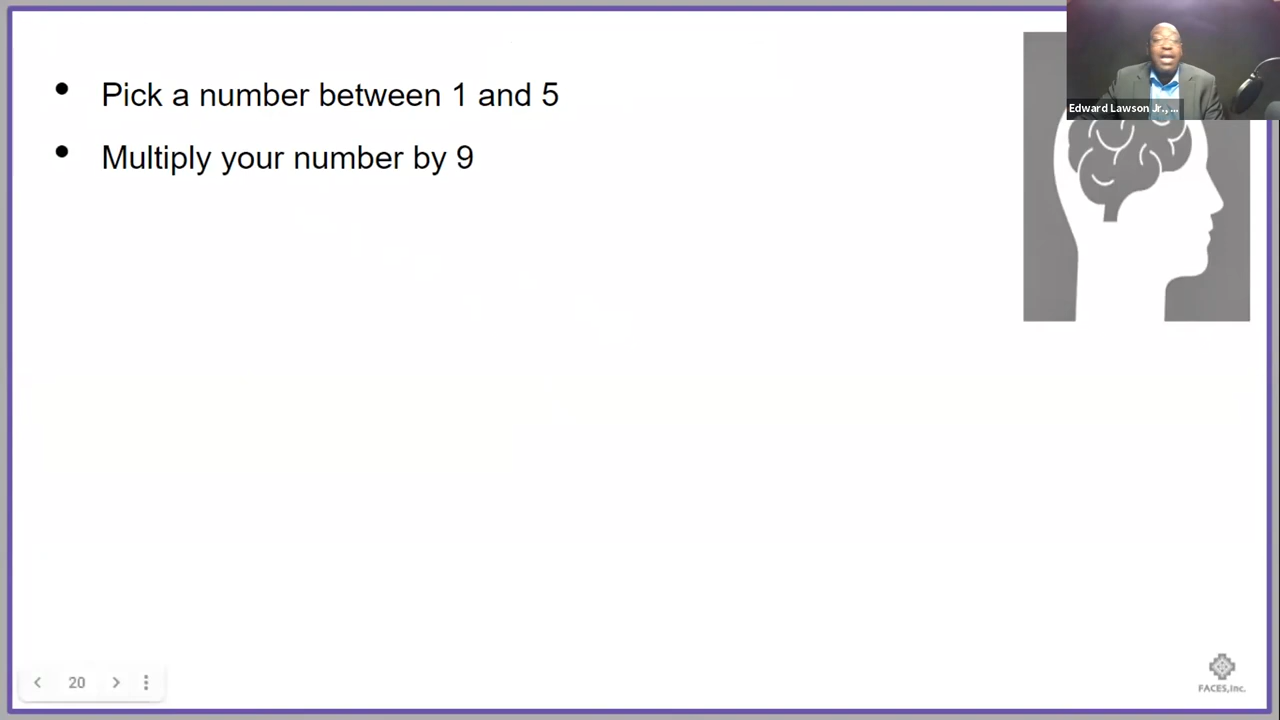 Pick a number between 1 and 5
Multiply your number by 9
Edward Lawson Jr., ...
20
FACES,Inc.